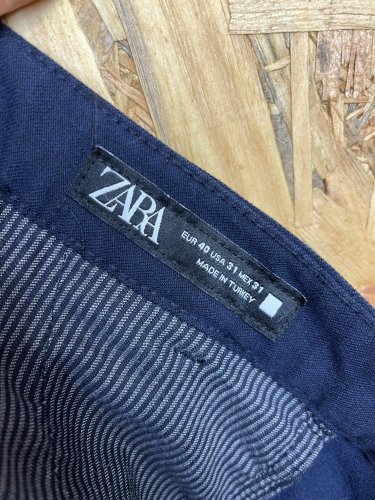 ZARA
EUR 40 USA 31 MEX 31
MADE IN TURKEY